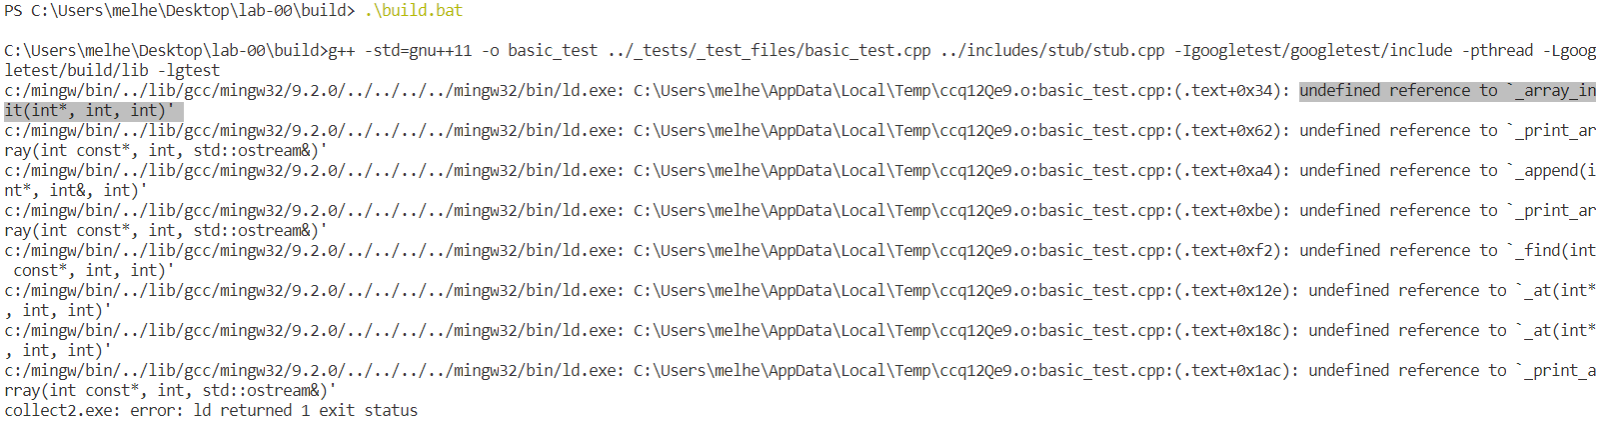 PS C:\Users\melhe\Desktop\lab-00\build> .\build.bat
C:\Users\melhe\Desktop\lab-00\build>g++ -std=gnu++11 -o basic_test ../_tests/_test_files/basic_test.cpp ../includes/stub/stub.cpp -Igoogletest/googletest/include -pthread -Lgoog
letest/build/lib -lgtest
c:/mingw/bin/../lib/gcc/mingw32/9.2.0/../../../../mingw32/bin/ld.exe: C:\Users\melhe\AppData\Local\Temp\ccq12Qe9.o:basic_test.cpp:(.text+0x34): undefined reference to `_array_in
it(int*, int, int)'
c:/mingw/bin/../lib/gcc/mingw32/9.2.0/../../../../mingw32/bin/ld.exe: C:\Users\melhe\AppData\Local\Temp\ccq12Qe9.o:basic_test.cpp:(.text+0x62): undefined reference to `_print_ar
ray(int const*, int, std::ostream&)'
c:/mingw/bin/../lib/gcc/mingw32/9.2.0/../../../../mingw32/bin/ld.exe: C:\Users\melhe\AppData\Local\Temp\ccq12Qe9.o:basic_test.cpp:(.text+0xa4): undefined reference to `_append(i
nt*, int&, int)'
c:/mingw/bin/../lib/gcc/mingw32/9.2.0/../../../../mingw32/bin/ld.exe: C:\Users\melhe\AppData\Local\Temp\ccq12Qe9.o:basic_test.cpp:(.text+0xbe): undefined reference to `_print_ar
ray(int const*, int, std::ostream&)'
c:/mingw/bin/../lib/gcc/mingw32/9.2.0/../../../../mingw32/bin/ld.exe: C:\Users\melhe\AppData\Local\Temp\ccq12Qe9.o:basic_test.cpp:(.text+0xf2): undefined reference to `_find(int
 const*, int, int)'
c:/mingw/bin/../lib/gcc/mingw32/9.2.0/../../../../mingw32/bin/ld.exe: C:\Users\melhe\AppData\Local\Temp\ccq12Qe9.o:basic_test.cpp:(.text+0x12e): undefined reference to `_at(int*
, int, int)'
c:/mingw/bin/../lib/gcc/mingw32/9.2.0/../../../../mingw32/bin/ld.exe: C:\Users\melhe\AppData\Local\Temp\ccq12Qe9.o:basic_test.cpp:(.text+0x18c): undefined reference to `_at(int*
, int, int)'
c:/mingw/bin/../lib/gcc/mingw32/9.2.0/../../../../mingw32/bin/ld.exe: C:\Users\melhe\AppData\Local\Temp\ccq12Qe9.o:basic_test.cpp:(.text+0x1ac): undefined reference to `_print_a
rray(int const*, int, std::ostream&)'
collect2.exe: error: ld returned 1 exit status